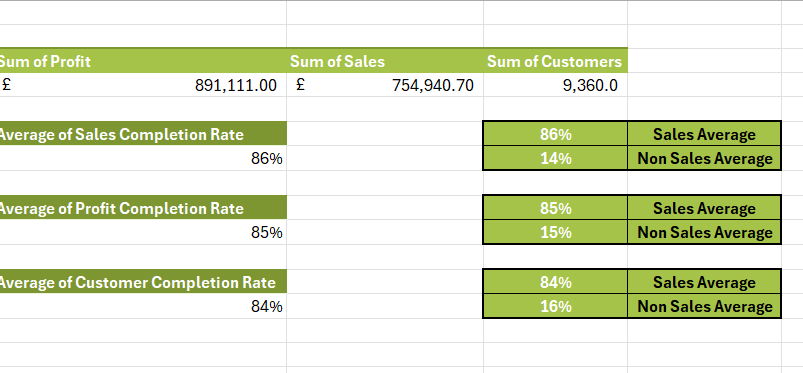 Sum of Profit Sum of Sales Sum of Customers
£ 891,111.00 £ 754,940.70 9,360.0
Average of Sales Completion Rate 86% Sales Average
86% 14% Non Sales Average
Average of Profit Completion Rate 85% Sales Average
85% 15% Non Sales Average
Average of Customer Completion Rate 84% Sales Average
84% 16% Non Sales Average